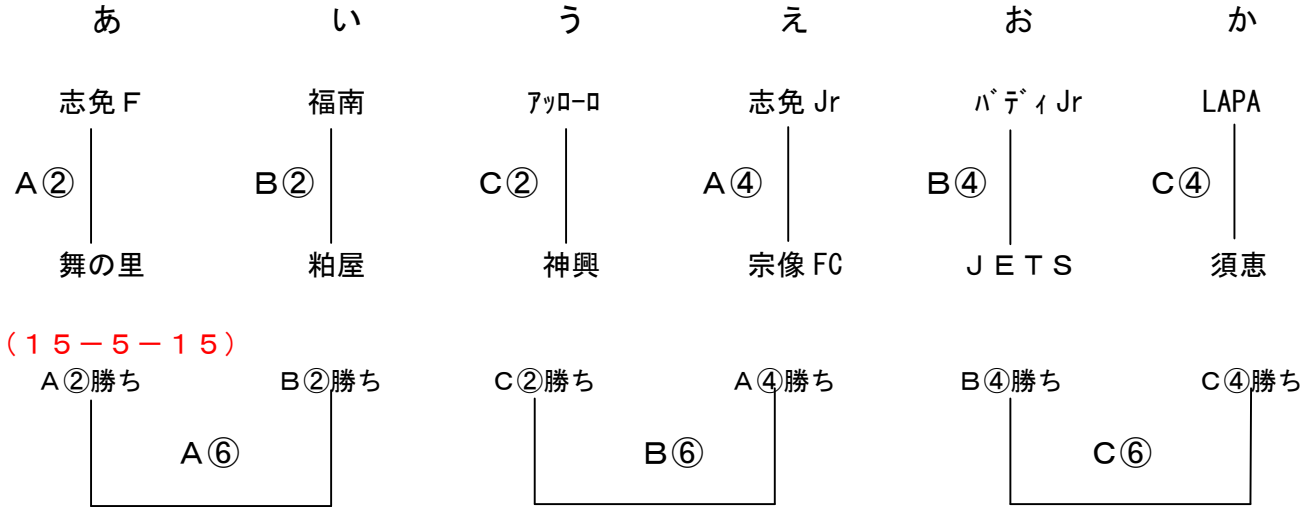 あ い う え お か
志免Ｆ 福南 ｱｯﾛｰﾛ 志免 Jr ﾊﾞﾃﾞｨ Jr LAPA
Ａ② Ｂ② Ｃ② Ａ④ Ｂ④ Ｃ④
舞の里 粕屋 神興 宗像 FC ＪＥＴＳ 須恵
（１５－５－１５）
Ａ②勝ち Ｂ②勝ち Ｃ②勝ち Ａ④勝ち Ｂ④勝ち Ｃ④勝ち
Ａ⑥ Ｂ⑥ Ｃ⑥